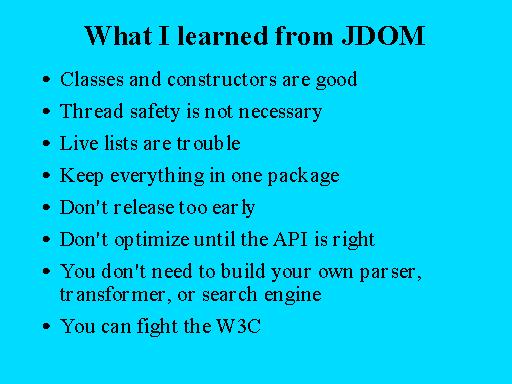 What I learned from JDOM
• Classes and constructors are good
• Thread safety is not necessary
• Live lists are trouble
• Keep everything in one package
• Don't release too early
• Don't optimize until the API is right
• You don't need to build your own parser,
transformer, or search engine
• You can fight the W3C